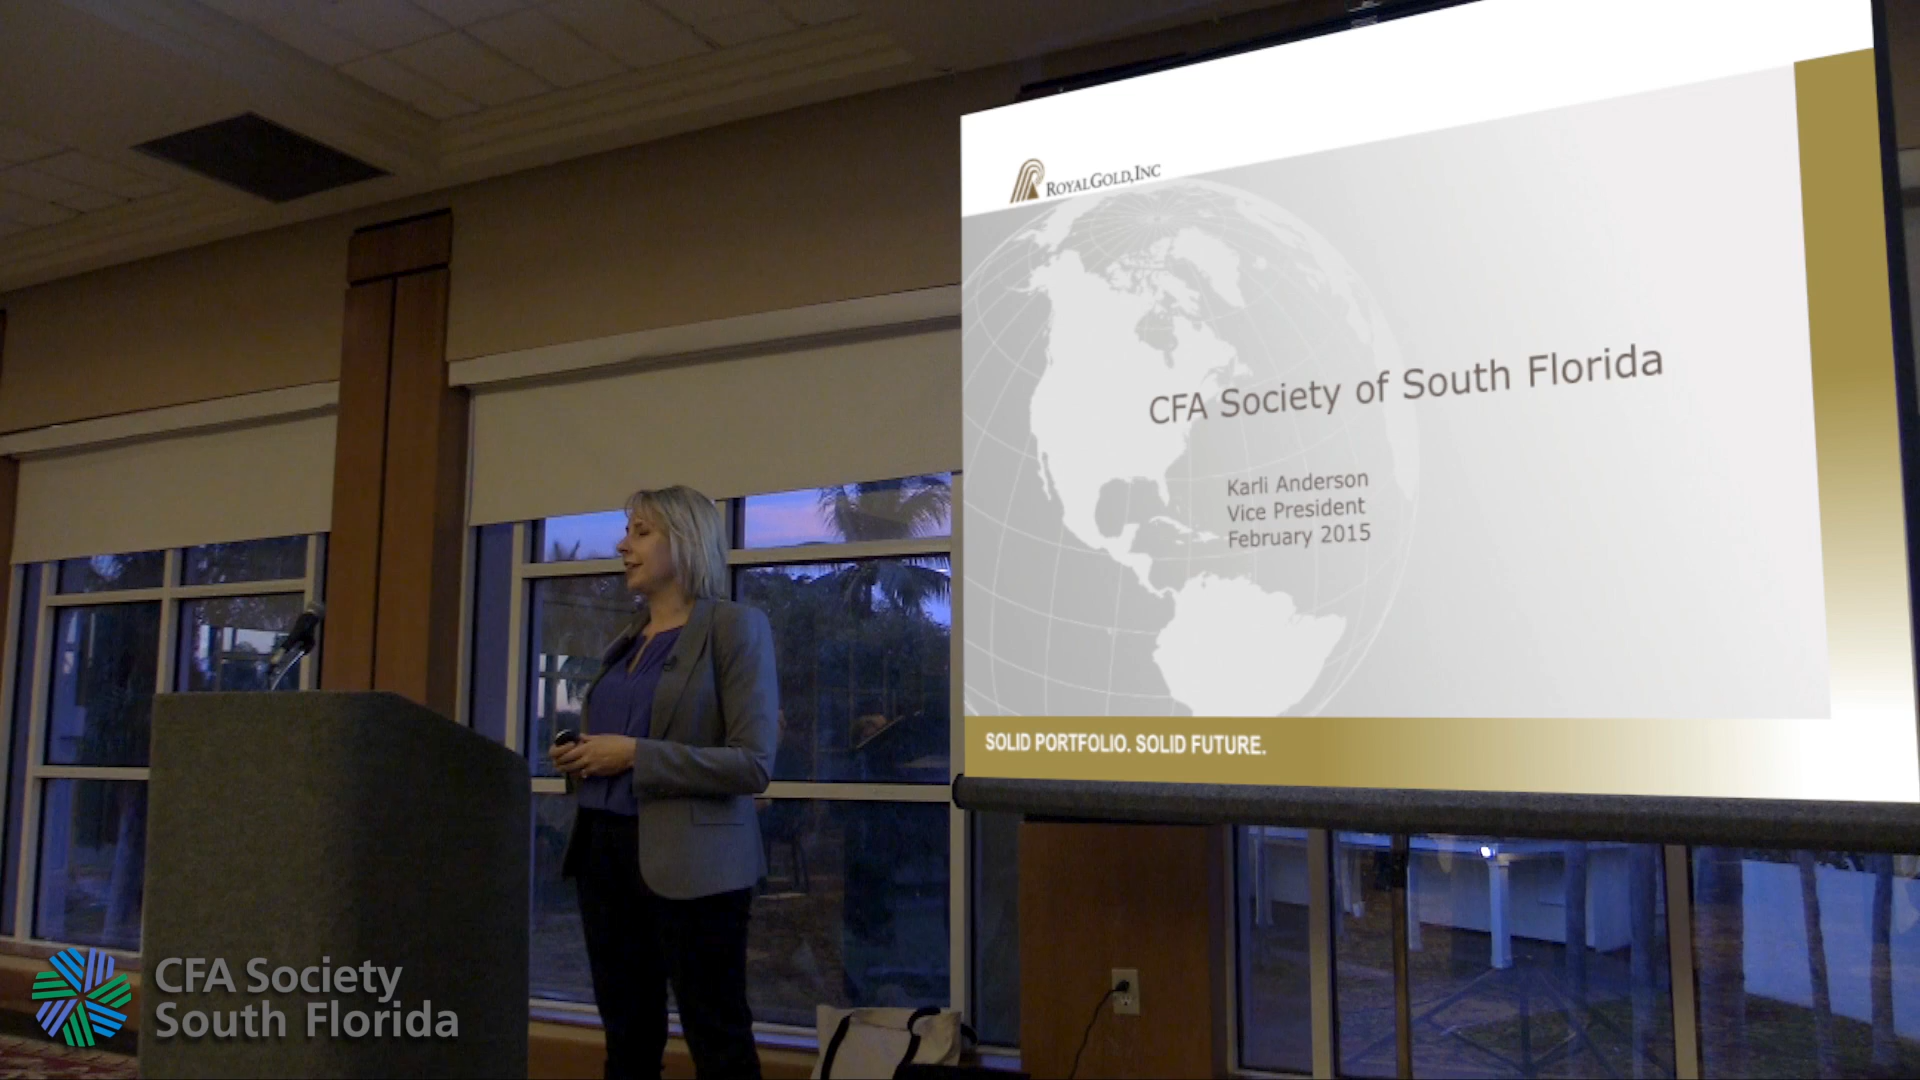 ROYALGOLD, INC
CFA Society of South Florida
Karli Anderson
Vice President
February 2015
SOLID PORTFOLIO. SOLID FUTURE.
CFA Society
South Florida